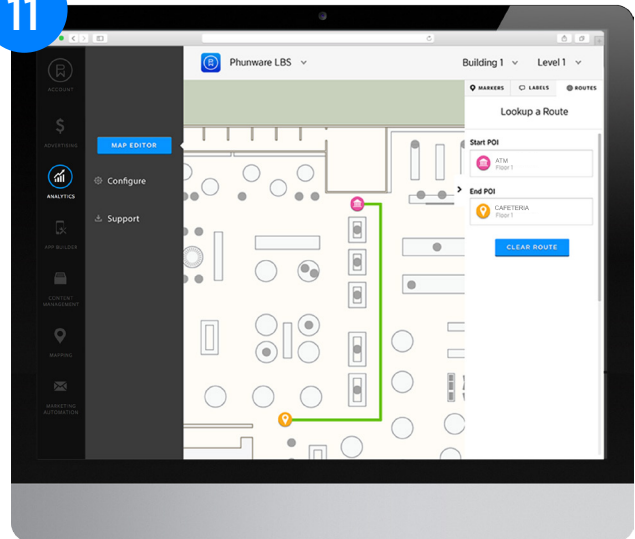 11
Phunware LBS
Building 1
Level 1
ACCOUNT
ADVERTISING
ANALYTICS
APP BUILDER
CONTENT
MANAGEMENT
MAPPING
MARKETING
AUTOMATION
MAP EDITOR
Configure
Support
MARKERS
LABELS
ROUTES
Lookup a Route
Start POI
ATM
Floor 1
End POI
CAFETERIA
Floor 1
CLEAR ROUTE